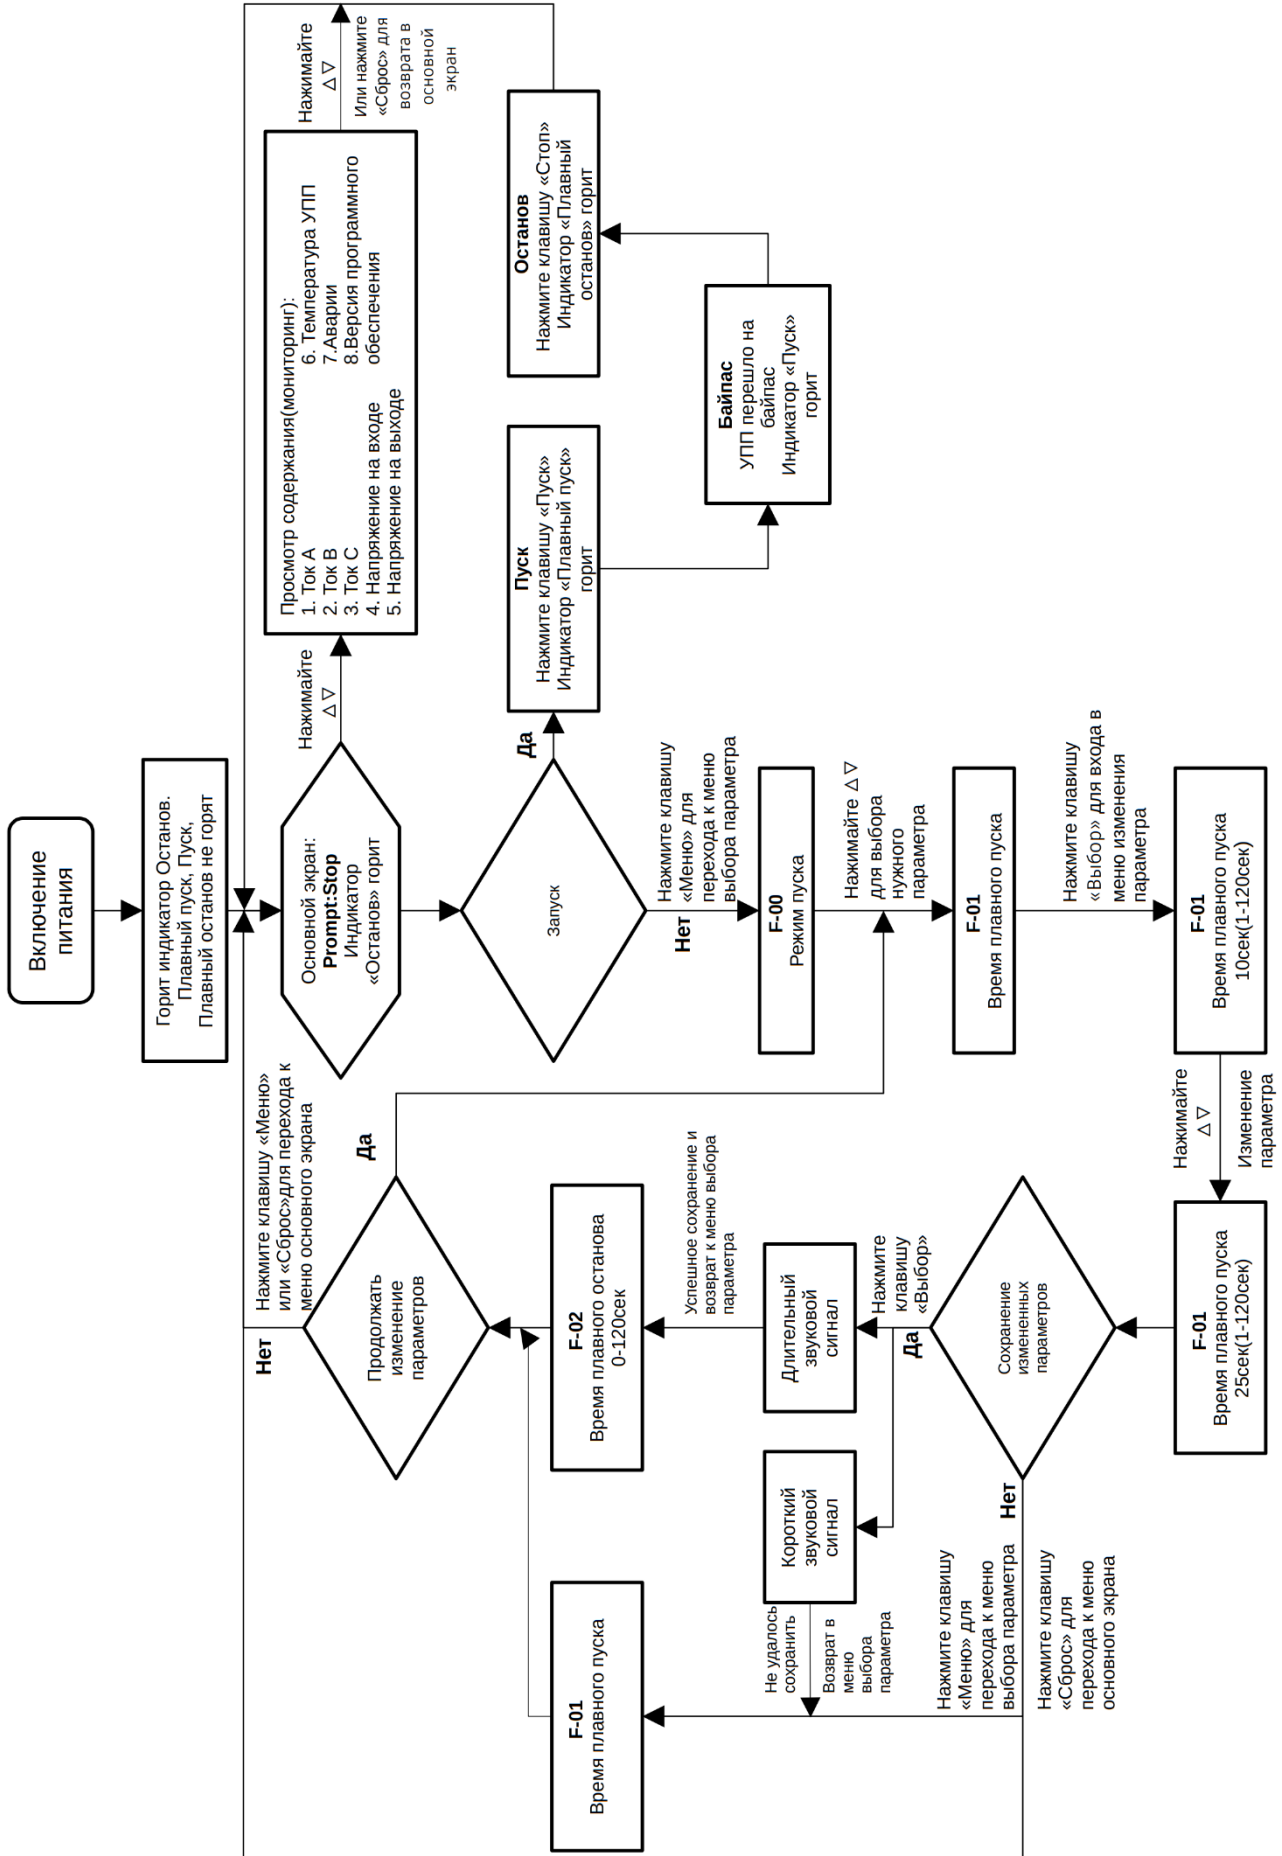 Включение
питания
Горит индикатор Останов.
Плавный пуск, Пуск,
Плавный останов не горят
Основной экран:
Prompt:Stop
Индикатор
«Останов» горит
Нажимайте
△▽
Просмотр содержания(мониторинг):
1. Ток А
2. Ток В
3. Ток С
4. Напряжение на входе
5. Напряжение на выходе
6. Температура УПП
7.Аварии
8.Версия программного
обеспечения
Нажимайте
△▽
Или нажмите
«Сброс» для
возврата в
основной
экран
Запуск
Да
Пуск
Нажмите клавишу «Пуск»
Индикатор «Плавный пуск»
горит
Байпас
УПП перешло на
байпас
Индикатор «Пуск»
горит
Останов
Нажмите клавишу «Стоп»
Индикатор «Плавный
останов» горит
Нет
Нажмите клавишу
«Меню» для
перехода к меню
выбора параметра
F-00
Режим пуска
Нажимайте △▽
для выбора
нужного
параметра
F-01
Время плавного пуска
Нажмите клавишу
«Выбор» для входа в
меню изменения
параметра
F-01
Время плавного пуска
10сек(1-120сек)
Нажимайте
△▽
Изменение
параметра
F-01
Время плавного пуска
25сек(1-120сек)
Сохранение
измененных
параметров
Да
Нажмите
клавишу
«Выбор»
Длительный
звуковой
сигнал
Успешное сохранение и
возврат к меню выбора
параметра
F-02
Время плавного останова
0-120сек
Короткий
звуковой
сигнал
Не удалось
сохранить
Возврат в
меню
выбора
параметра
Нет
Нажмите клавишу
«Меню» для
перехода к меню
выбора параметра
Нажмите клавишу
«Сброс» для
перехода к меню
основного экрана
F-01
Время плавного пуска
Продолжать
изменение
параметров
Да
Нет
Нажмите клавишу «Меню»
или «Сброс»для перехода к
меню основного экрана